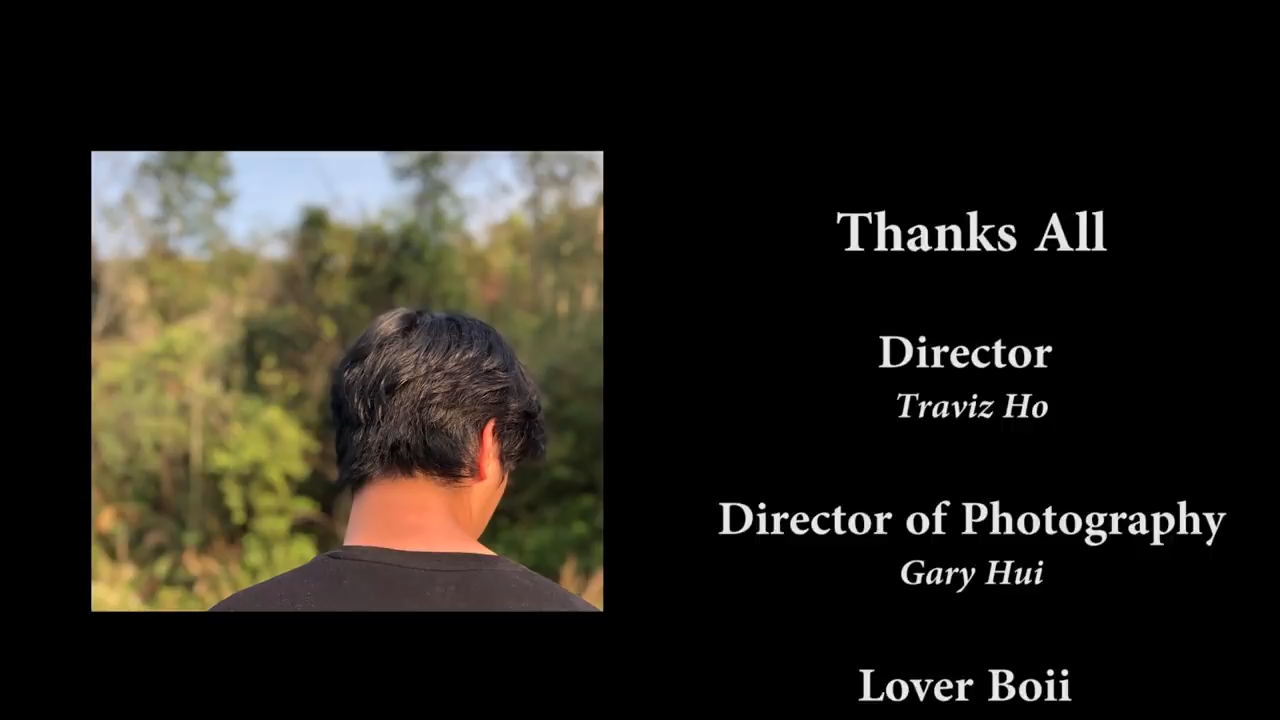 Thanks All
Director
Traviz Ho
Director of Photography
Gary Hui
Lover Boii